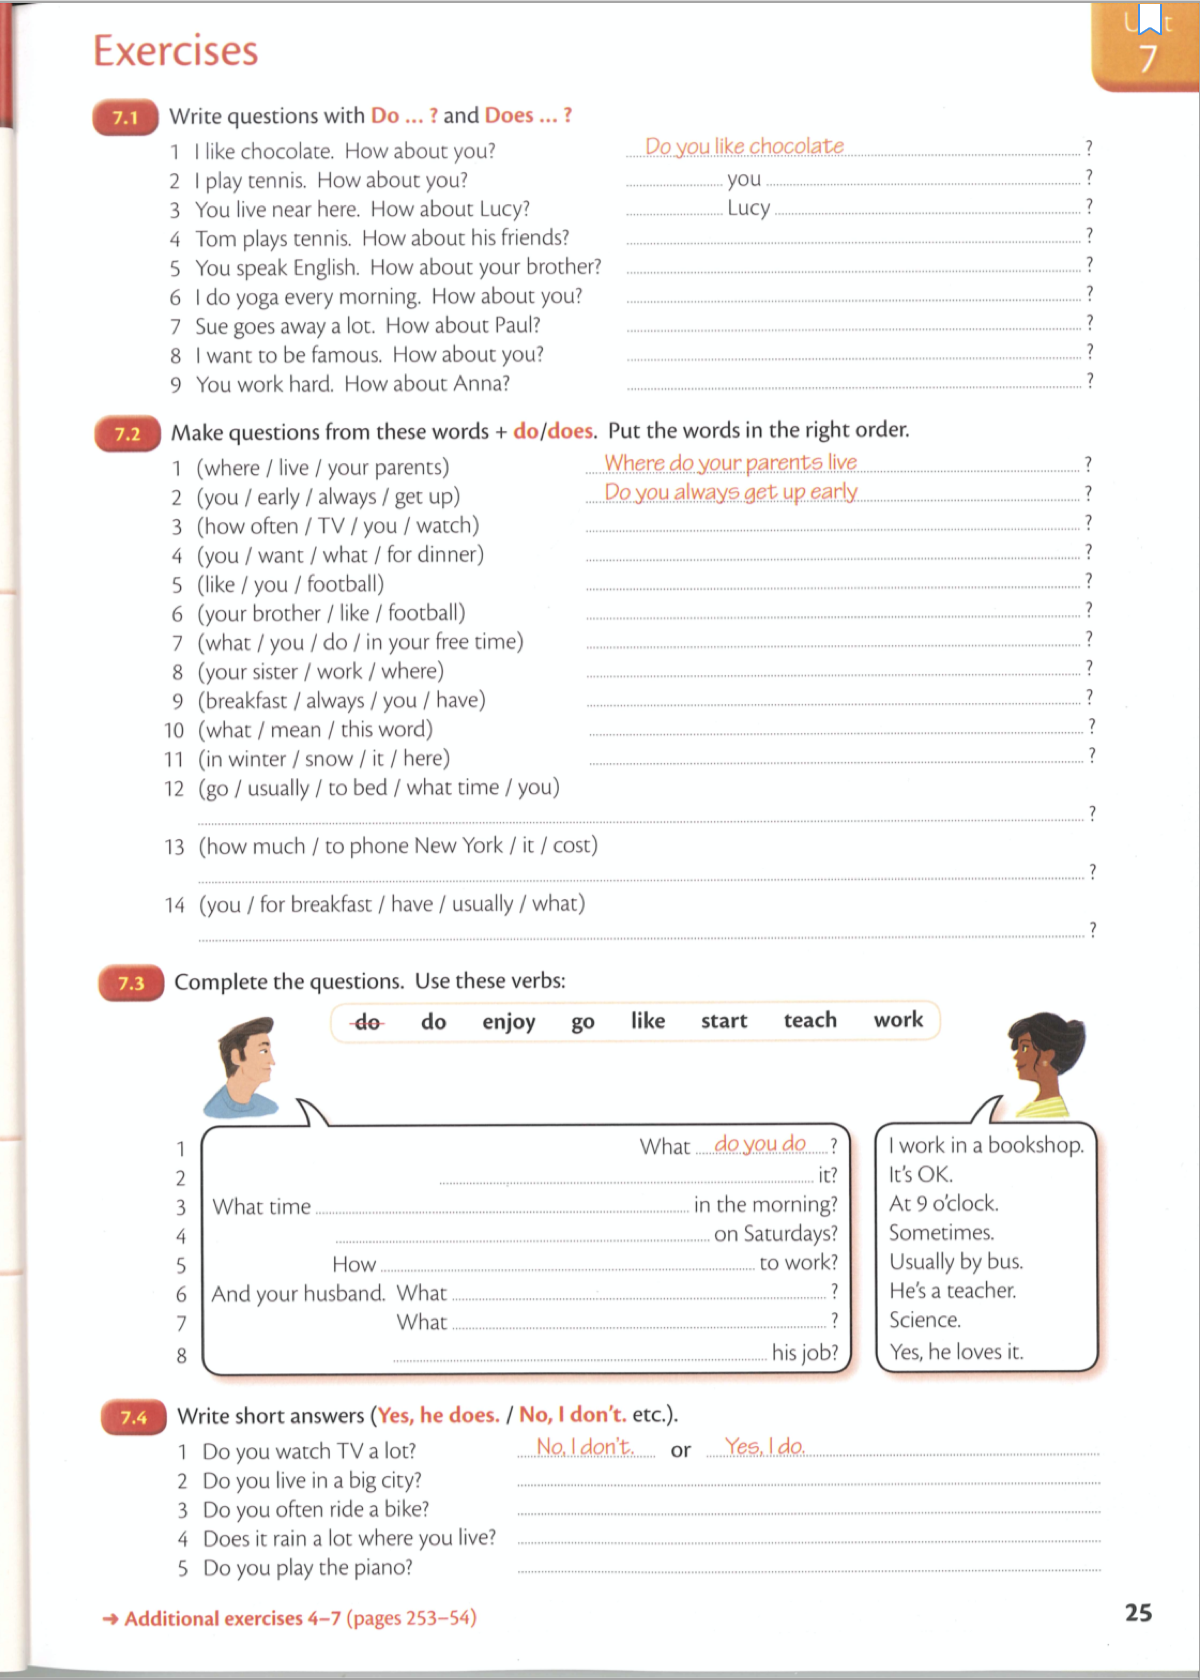 Unit
7
Exercises
7.1 Write questions with Do ... ? and Does ... ?
1 I like chocolate. How about you? Do you like chocolate ?
2 I play tennis. How about you? you ?
3 You live near here. How about Lucy? Lucy ?
4 Tom plays tennis. How about his friends? ?
5 You speak English. How about your brother? ?
6 I do yoga every morning. How about you? ?
7 Sue goes away a lot. How about Paul? ?
8 I want to be famous. How about you? ?
9 You work hard. How about Anna? ?
7.2 Make questions from these words + do/does. Put the words in the right order.
1 (where / live / your parents) Where do your parents live ?
2 (you / early / always / get up) Do you always get up early ?
3 (how often / TV / you / watch) ?
4 (you / want / what / for dinner) ?
5 (like / you / football) ?
6 (your brother / like / football) ?
7 (what / you / do / in your free time) ?
8 (your sister / work / where) ?
9 (breakfast / always / you / have) ?
10 (what / mean / this word) ?
11 (in winter / snow / it / here) ?
12 (go / usually / to bed / what time / you)
?
13 (how much / to phone New York / it / cost)
?
14 (you / for breakfast / have / usually / what)
?
7.3 Complete the questions. Use these verbs:
do do enjoy go like start teach work
1 What do you do ? I work in a bookshop.
2 it? It's OK.
3 What time in the morning? At 9 o'clock.
4 on Saturdays? Sometimes.
5 How to work? Usually by bus.
6 And your husband. What ? He's a teacher.
7 What ? Science.
8 his job? Yes, he loves it.
7.4 Write short answers (Yes, he does. / No, I don't. etc.).
1 Do you watch TV a lot? No, I don't. or Yes, I do.
2 Do you live in a big city?
3 Do you often ride a bike?
4 Does it rain a lot where you live?
5 Do you play the piano?
➜ Additional exercises 4–7 (pages 253–54)
25